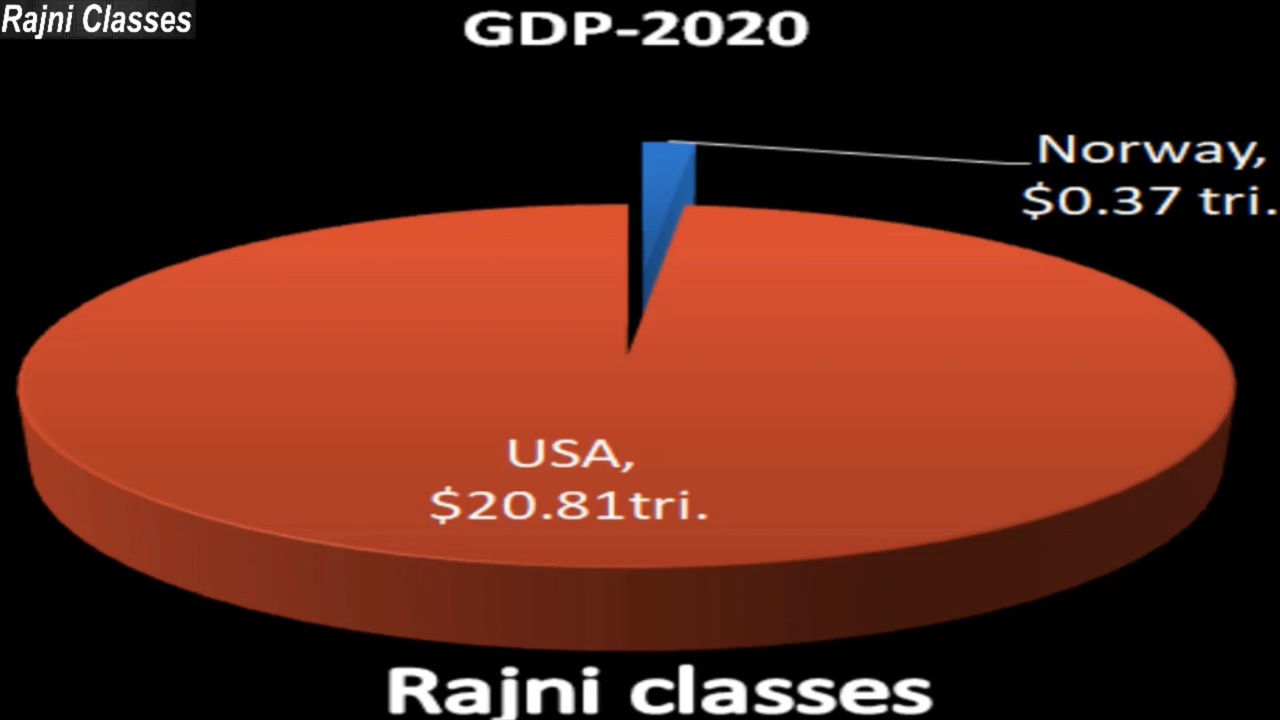 Rajni Classes
GDP-2020
Norway,
$0.37 tri.
USA,
$20.81tri.
Rajni classes